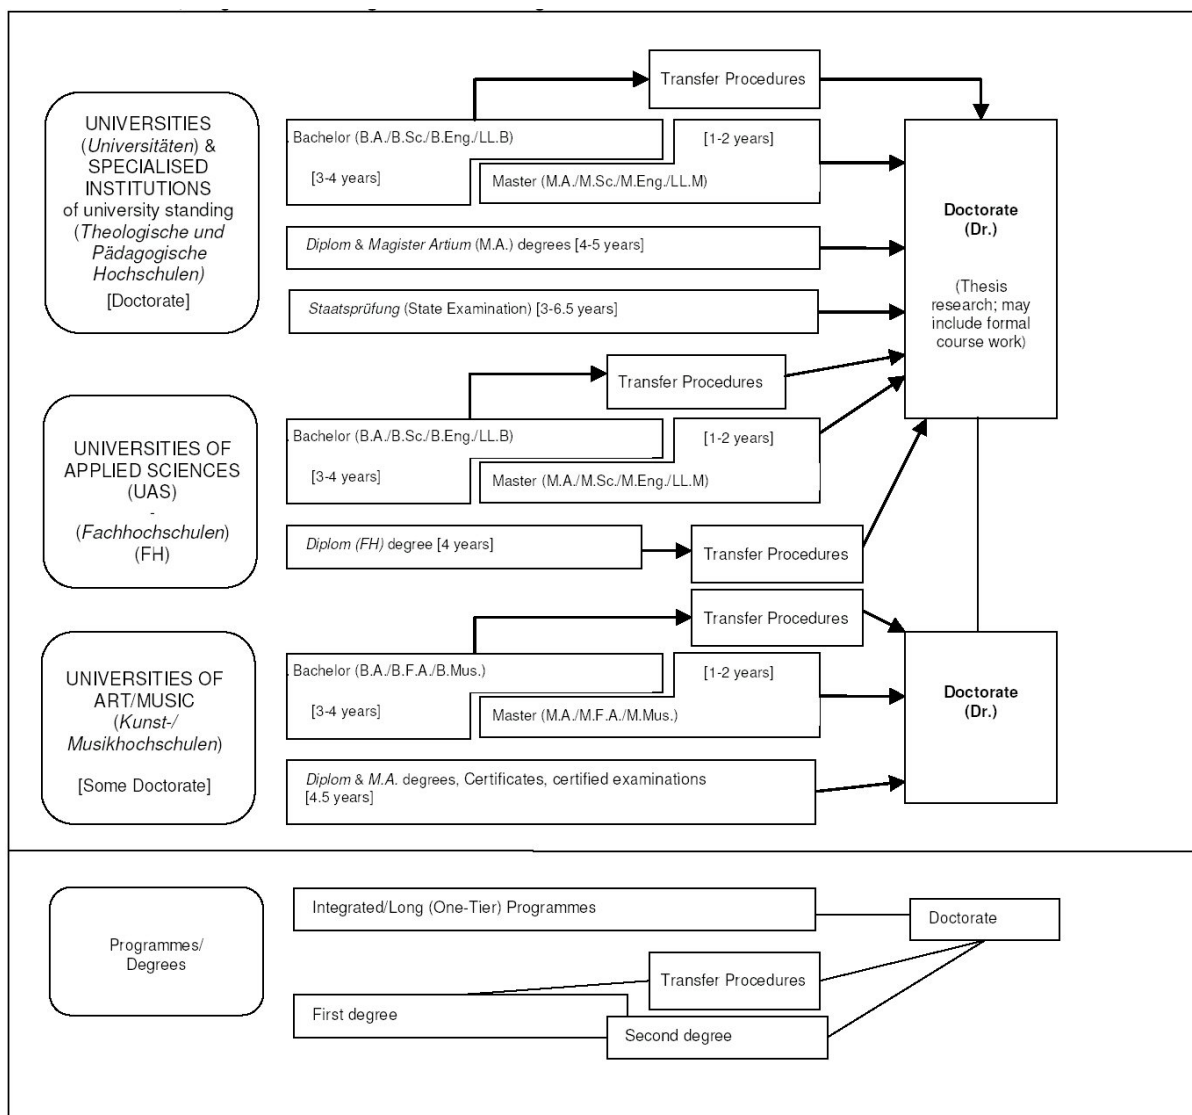 Transfer Procedures
UNIVERSITIES
(Universitäten) &
SPECIALISED
INSTITUTIONS
of university standing
(Theologische und
Pädagogische
Hochschulen)
[Doctorate]
. Bachelor (B.A./B.Sc./B.Eng./LL.B)
[3-4 years]
[1-2 years]
Master (M.A./M.Sc./M.Eng./LL.M)
Diplom & Magister Artium (M.A.) degrees [4-5 years]
Staatsprüfung (State Examination) [3-6.5 years]
Doctorate
(Dr.)
(Thesis
research; may
include formal
course work)
Transfer Procedures
UNIVERSITIES OF
APPLIED SCIENCES
(UAS)
-
(Fachhochschulen)
(FH)
. Bachelor (B.A./B.Sc./B.Eng./LL.B)
[3-4 years]
[1-2 years]
Master (M.A./M.Sc./M.Eng./LL.M)
Diplom (FH) degree [4 years]
Transfer Procedures
Transfer Procedures
UNIVERSITIES OF
ART/MUSIC
(Kunst-/
Musikhochschulen)
[Some Doctorate]
. Bachelor (B.A./B.F.A./B.Mus.)
[3-4 years]
[1-2 years]
Master (M.A./M.F.A./M.Mus.)
Diplom & M.A. degrees, Certificates, certified examinations
[4.5 years]
Doctorate
(Dr.)
Programmes/
Degrees
Integrated/Long (One-Tier) Programmes
Doctorate
Transfer Procedures
First degree
Second degree